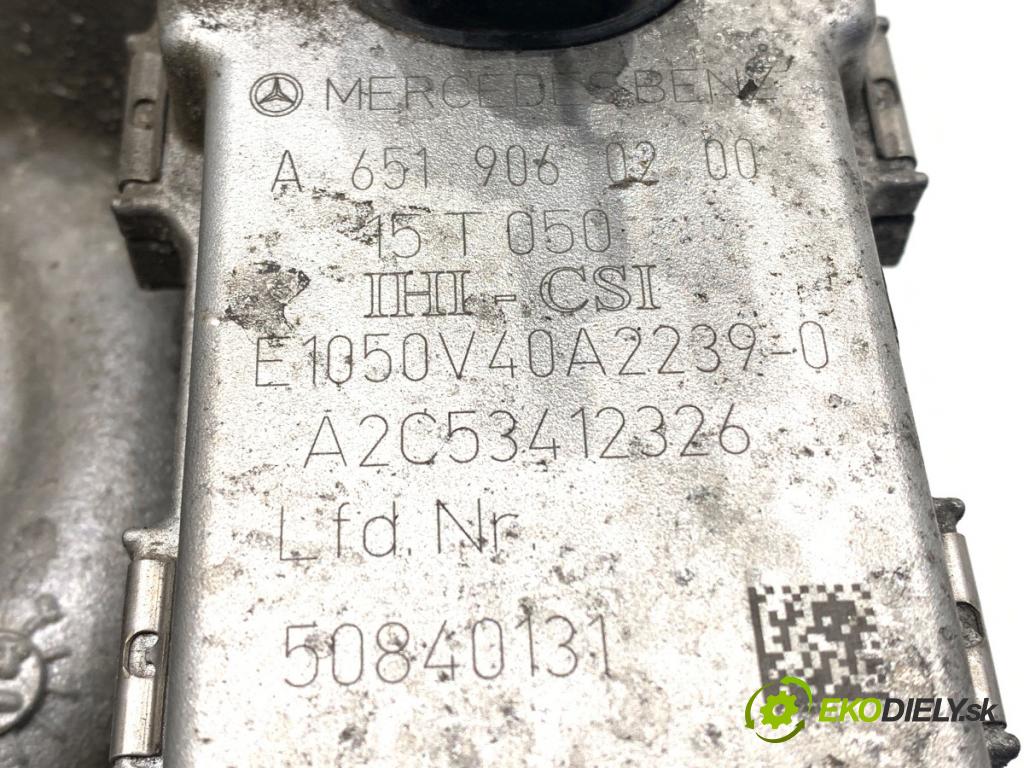 MERCEDES BENZ
A 651 906 02 00
15 T 050
IHI - CSI
E1050V40A2239-0
A2C53412326
Lfd. Nr.
50840131
EKODIELY.sk